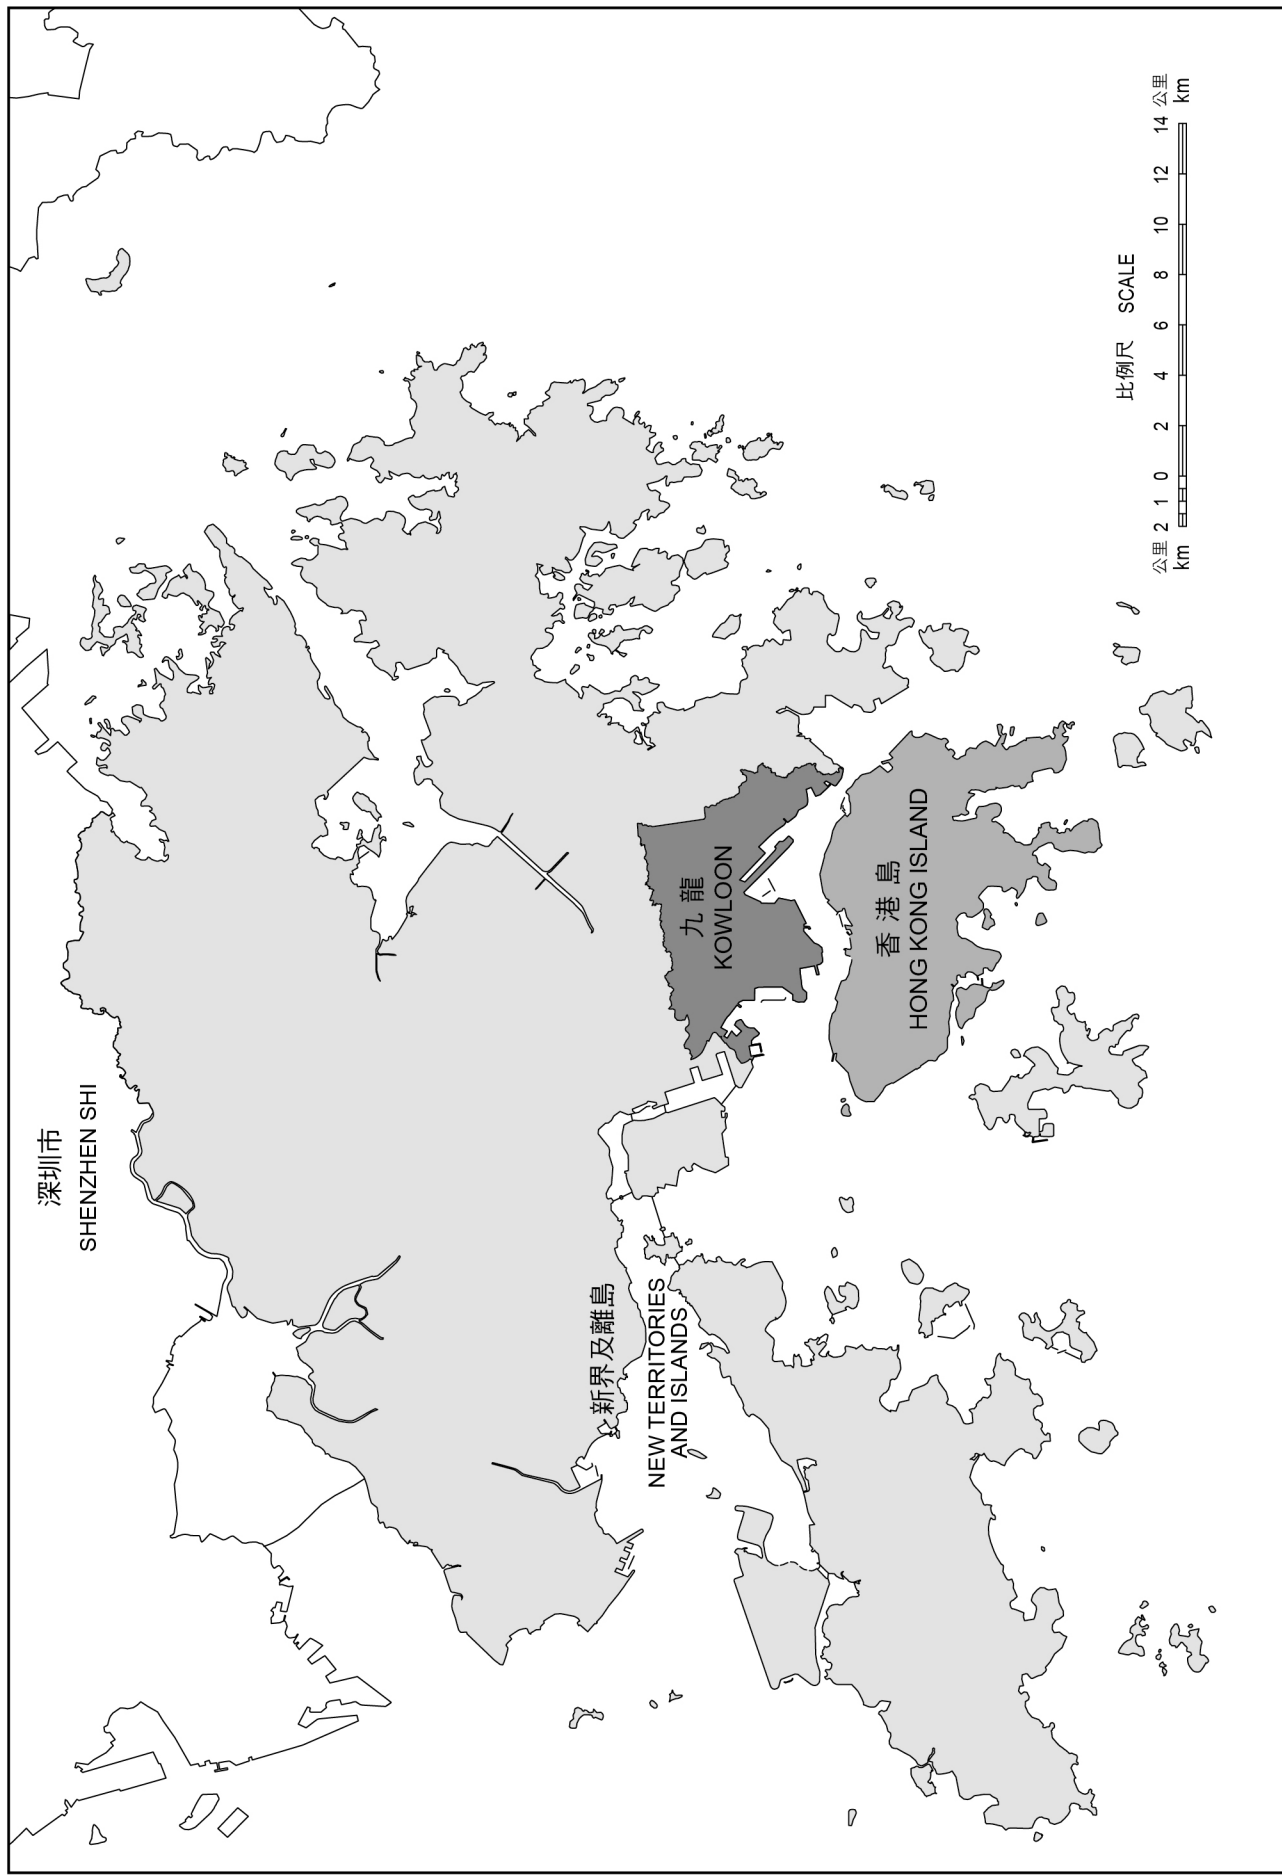 深圳市
SHENZHEN SHI
新界及離島
NEW TERRITORIES
AND ISLANDS
九龍
KOWLOON
香港島
HONG KONG ISLAND
比例尺 SCALE
公里 2 1 0 2 4 6 8 10 12 14 公里
km km